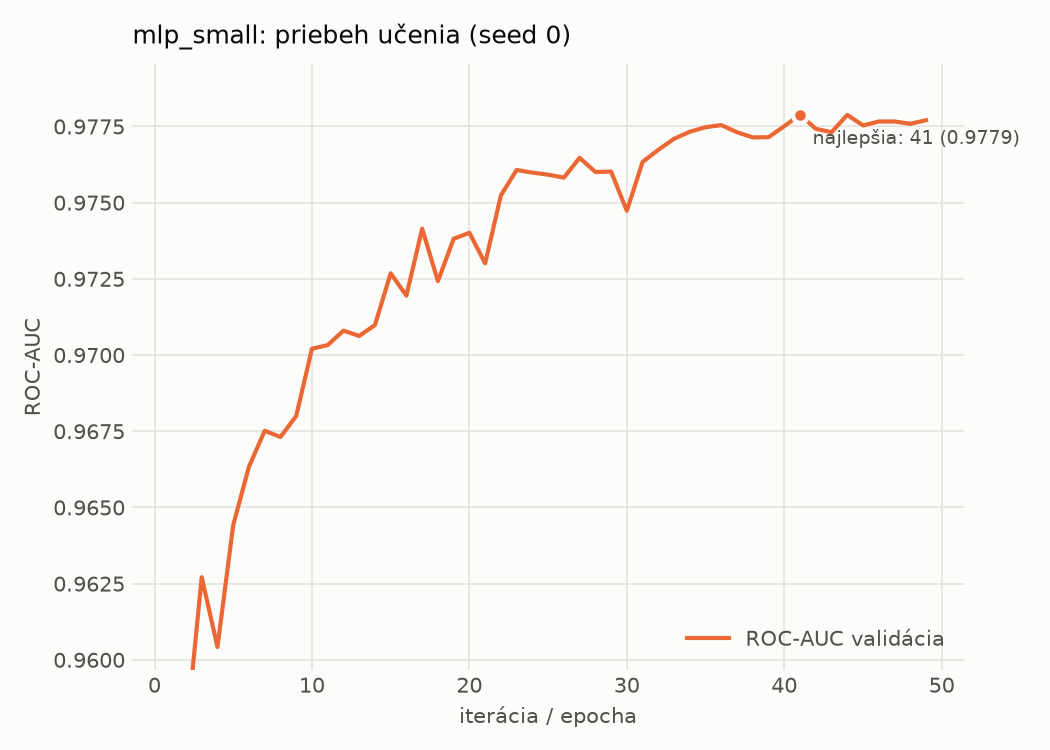 mlp_small: priebeh učenia (seed 0)
0.9775
0.9750
0.9725
0.9700
0.9675
0.9650
0.9625
0.9600
ROC-AUC
najlepšia: 41 (0.9779)
ROC-AUC validácia
0 10 20 30 40 50
iterácia / epocha